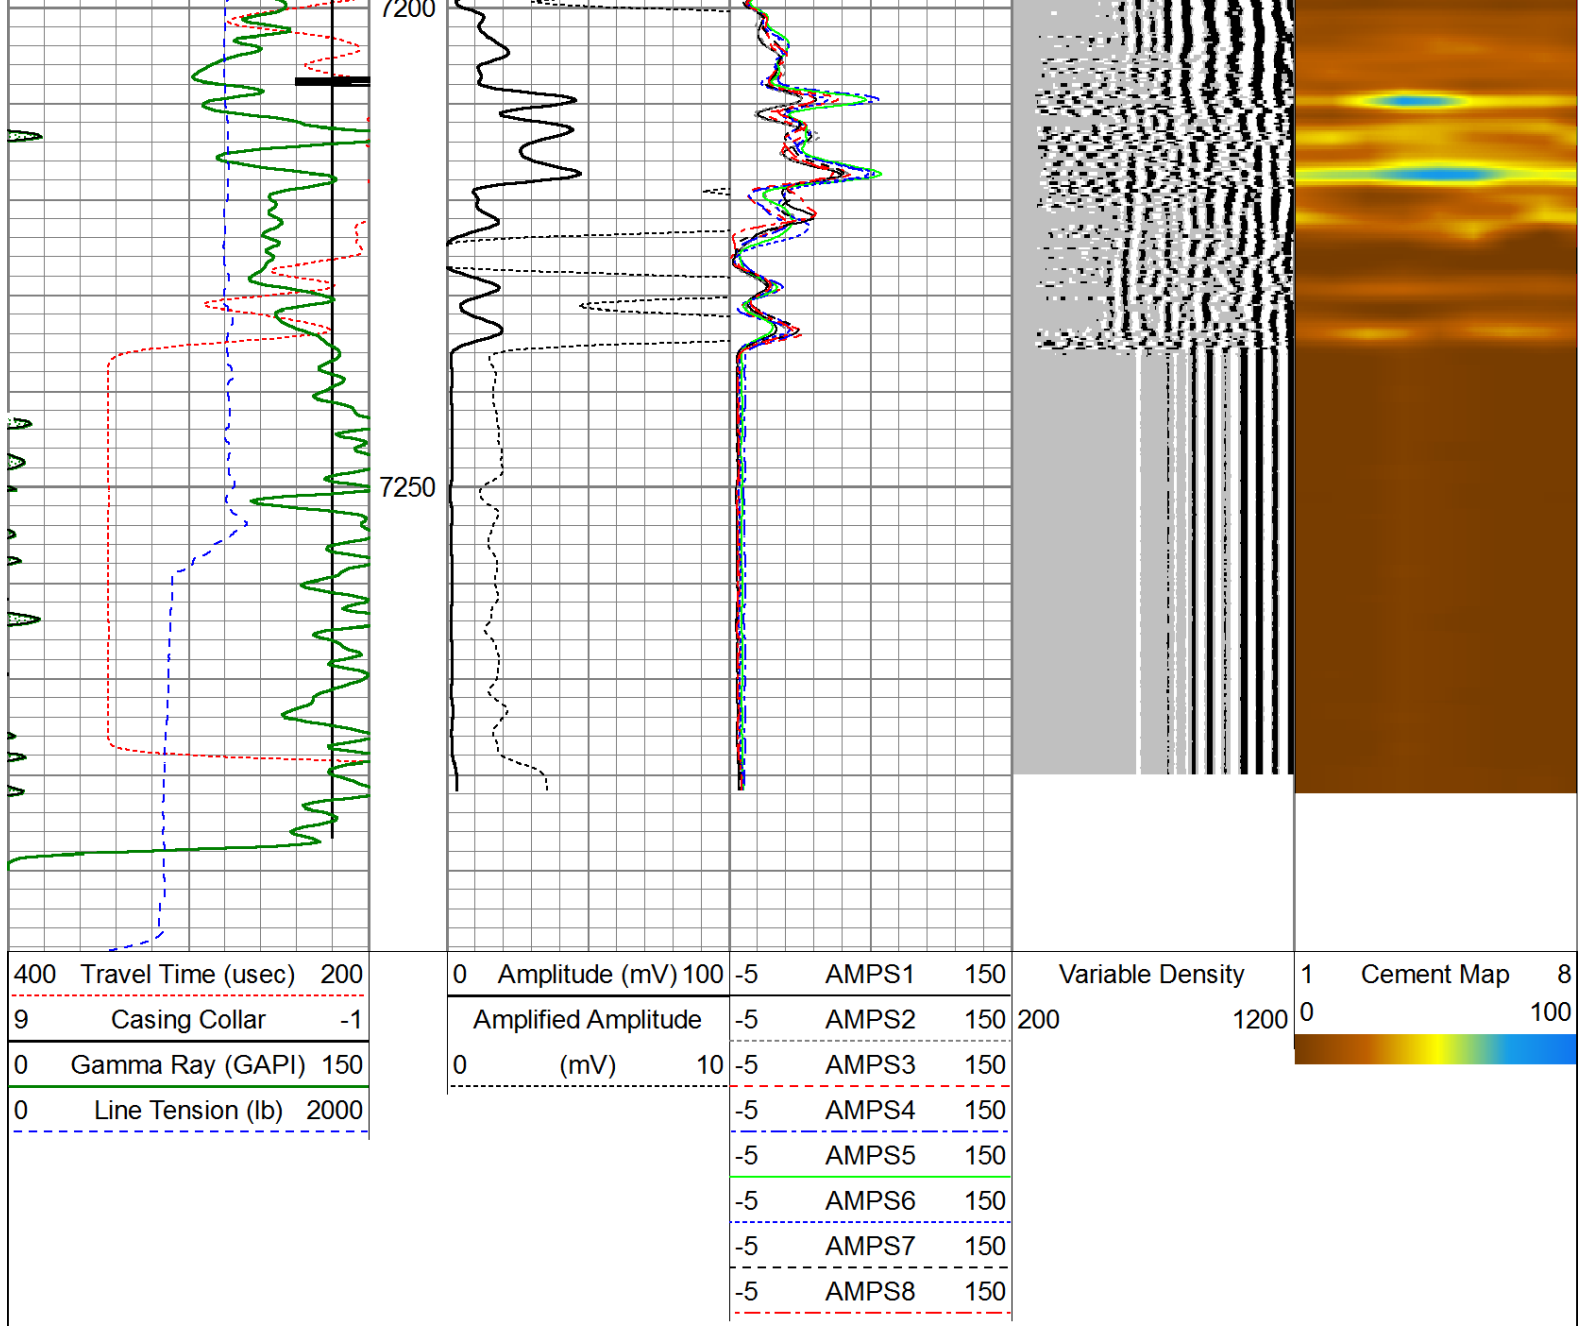 7200
7250
400 Travel Time (usec) 200
9 Casing Collar -1
0 Gamma Ray (GAPI) 150
0 Line Tension (lb) 2000
0 Amplitude (mV) 100
Amplified Amplitude
0 (mV) 10
-5 AMPS1 150
-5 AMPS2 150
-5 AMPS3 150
-5 AMPS4 150
-5 AMPS5 150
-5 AMPS6 150
-5 AMPS7 150
-5 AMPS8 150
Variable Density
200 1200
1 Cement Map 8
0 100